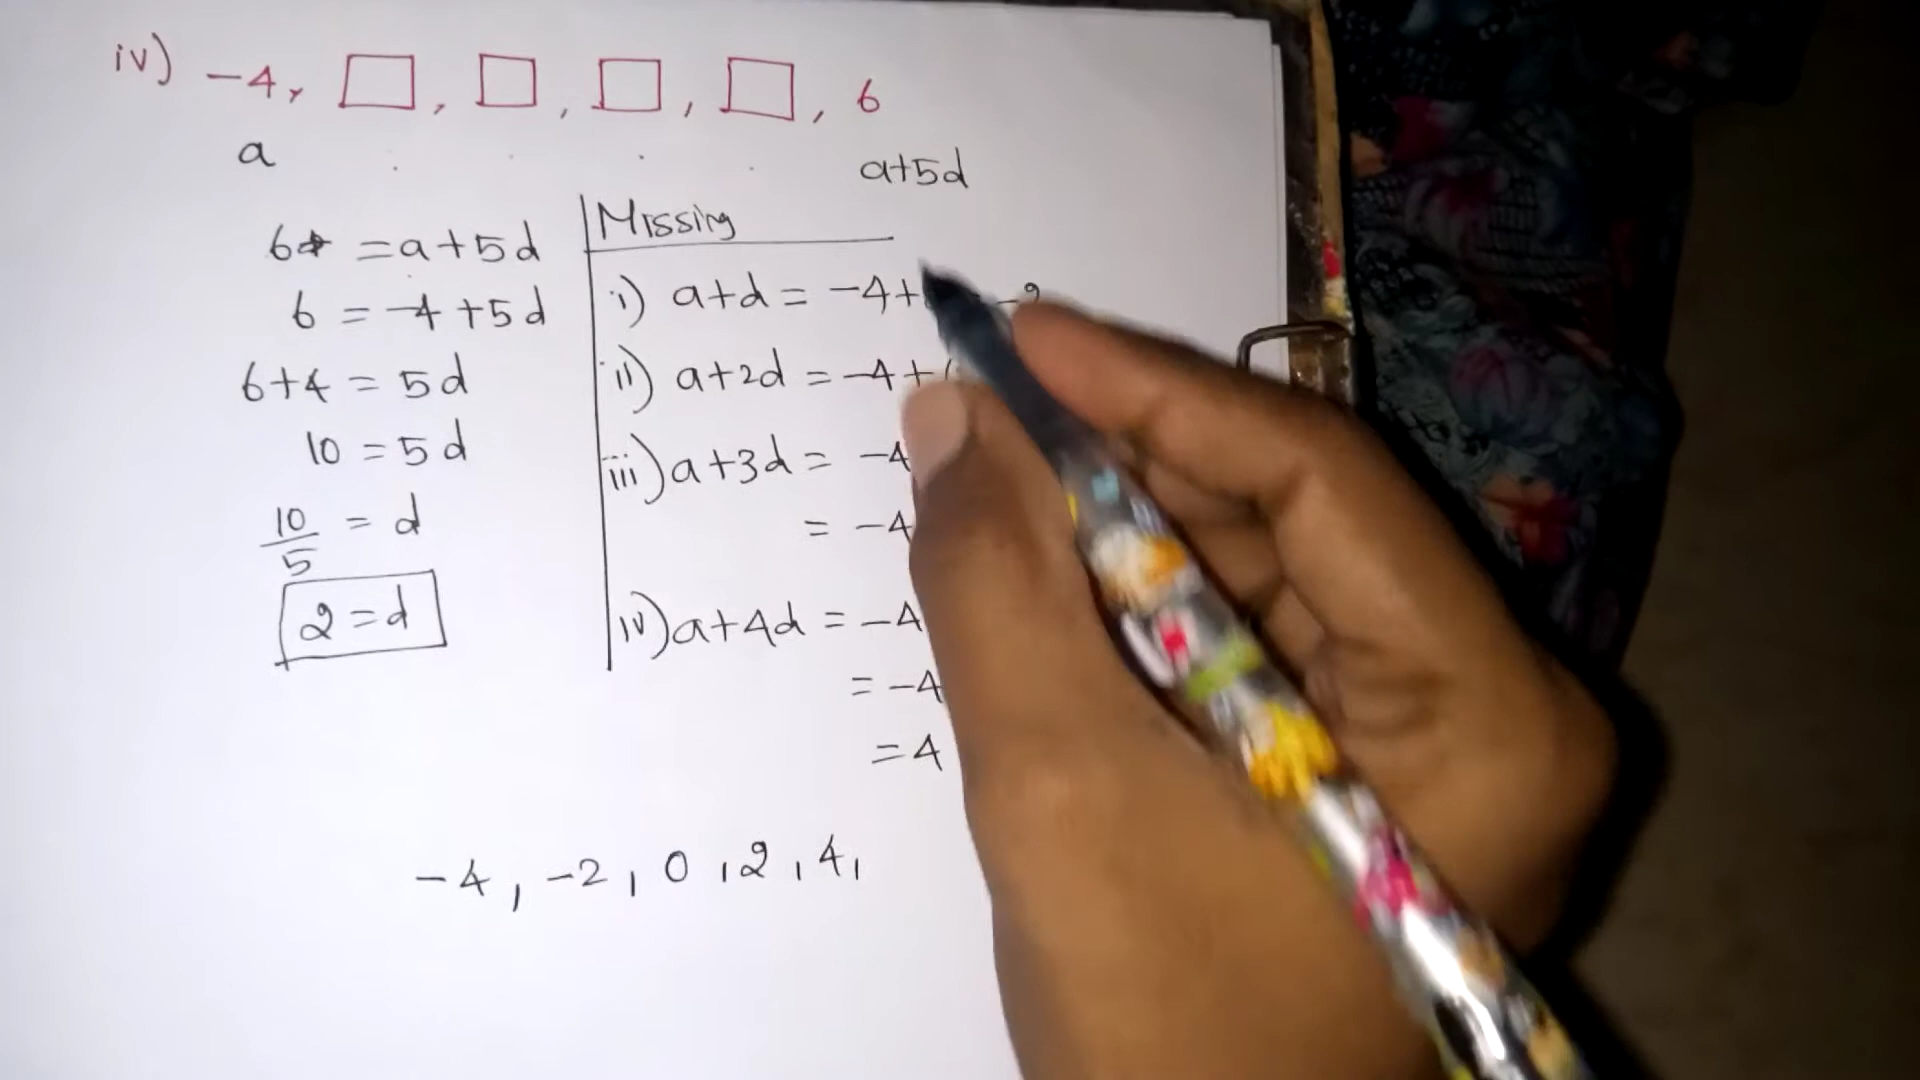 iv) -4, □, □, □, □, 6
a a+5d
6 = a+5d
6 = -4+5d
6+4 = 5d
10 = 5d
10/5 = d
2 = d
Missing
i) a+d = -4+ -2
ii) a+2d = -4+(
iii) a+3d = -4
= -4
iv) a+4d = -4
= -4
= 4
-4, -2, 0, 2, 4,